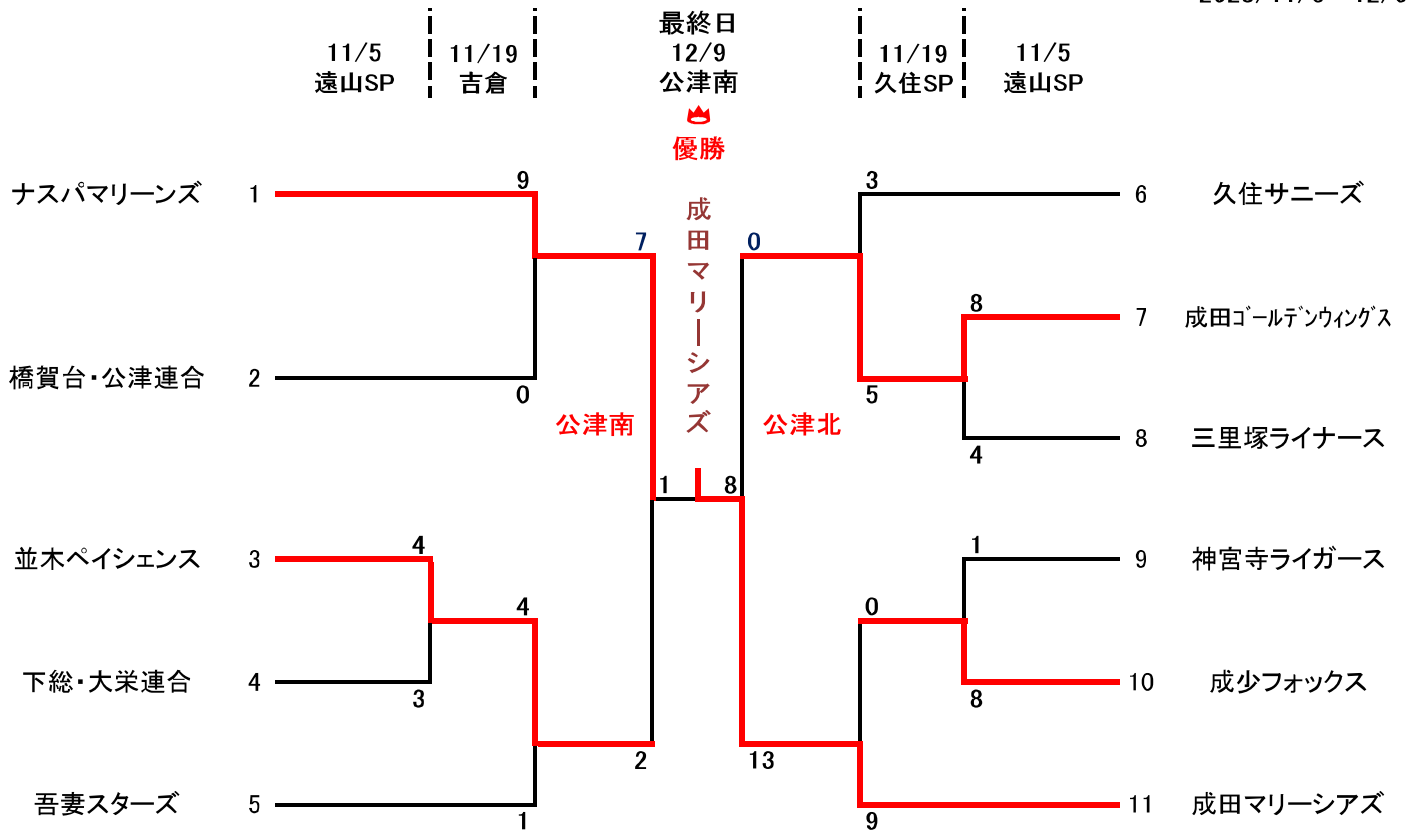 最終日
11/5
11/19
12/9
11/19
11/5
遠山SP
吉倉
公津南
久住SP
遠山SP
優勝
成田マリーシアズ
ナスパマリーンズ 1
9
7
0
3
6 久住サニーズ
8
7 成田ｺﾞｰﾙﾃﾞﾝｳｨﾝｸﾞｽ
橋賀台・公津連合 2
0
5
公津南
公津北
4
8 三里塚ライナース
1
8
並木ペイシェンス 3
4
1
9 神宮寺ライガース
4
0
下総・大栄連合 4
3
8
10 成少フォックス
2
13
吾妻スターズ 5
1
9
11 成田マリーシアズ